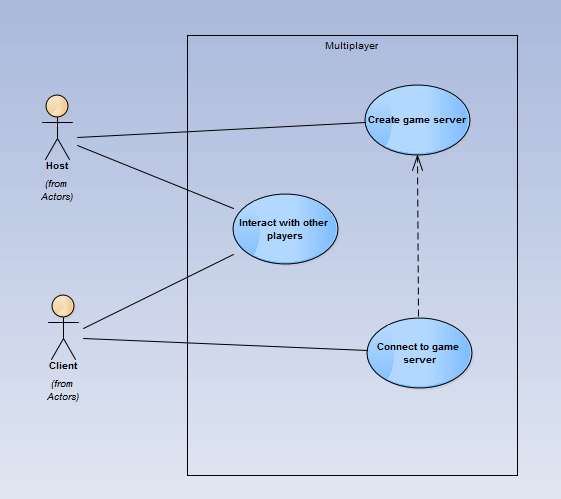 Multiplayer
Create game server
Host
(from
Actors)
Interact with other
players
Connect to game
server
Client
(from
Actors)